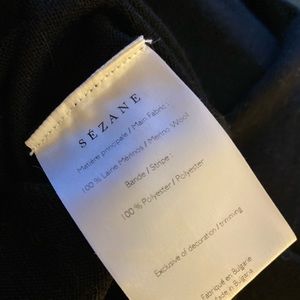 SÉZANE
Matière principale / Main Fabric :
100 % Laine Mérinos / Merino Wool
Bande / Stripe :
100 % Polyester / Polyester
Exclusive of decoration / trimming
Fabriqué en Bulgarie
Made in Bulgaria